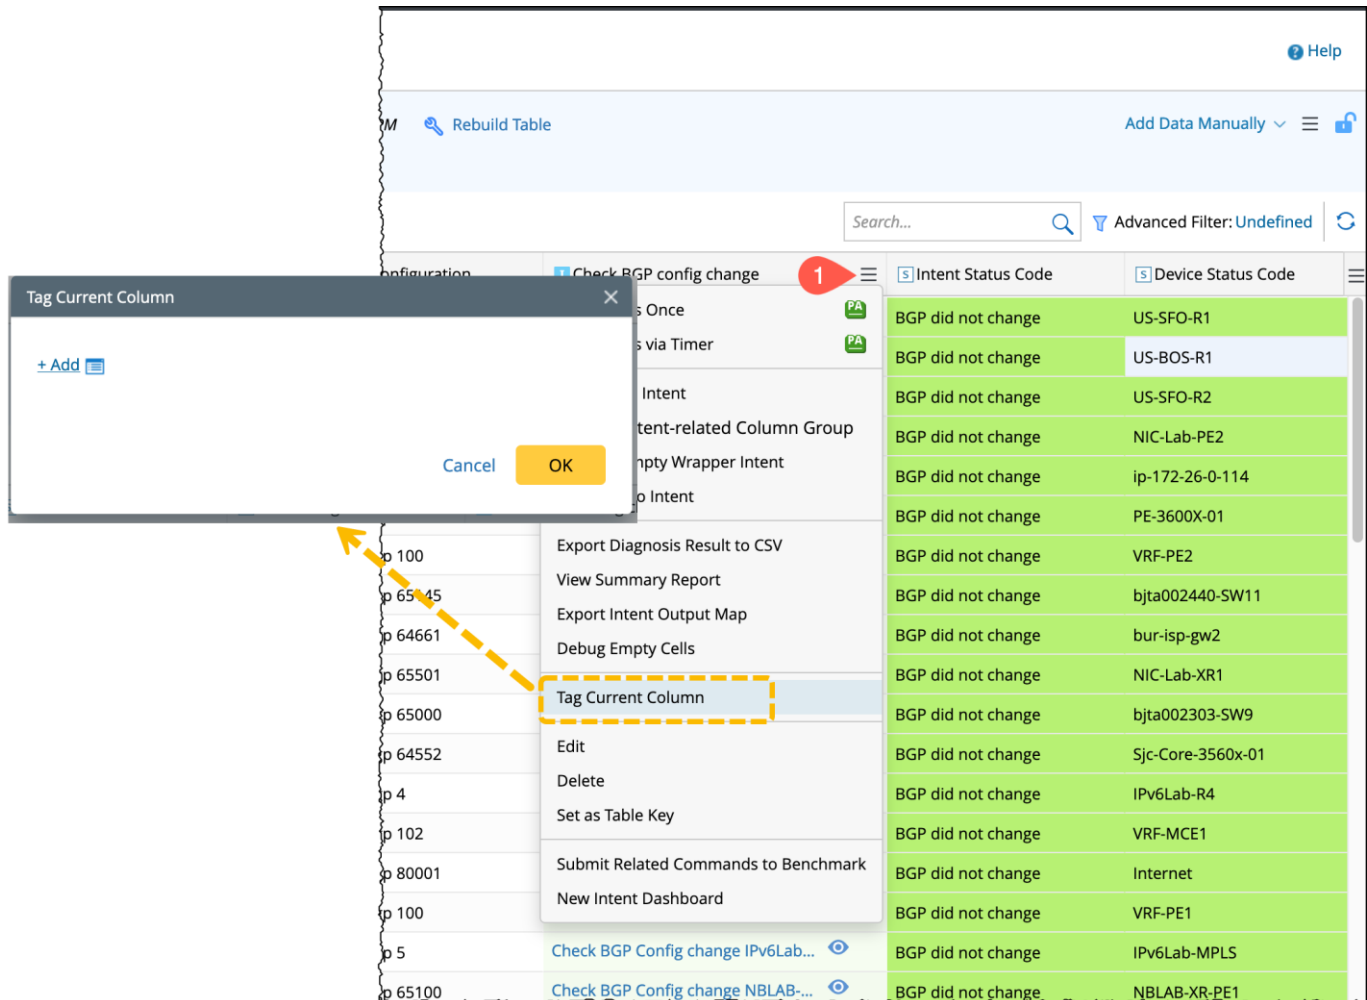 Help
M Rebuild Table Add Data Manually
Search... Advanced Filter: Undefined
onfiguration Check BGP config change 1 Intent Status Code Device Status Code
Tag Current Column
+ Add
Cancel OK
s Once PA
s via Timer PA
Intent
tent-related Column Group
npty Wrapper Intent
o Intent
Export Diagnosis Result to CSV
View Summary Report
Export Intent Output Map
Debug Empty Cells
Tag Current Column
Edit
Delete
Set as Table Key
Submit Related Commands to Benchmark
New Intent Dashboard
BGP did not change US-SFO-R1
BGP did not change US-BOS-R1
BGP did not change US-SFO-R2
BGP did not change NIC-Lab-PE2
BGP did not change ip-172-26-0-114
BGP did not change PE-3600X-01
p 100 BGP did not change VRF-PE2
p 65145 BGP did not change bjta002440-SW11
p 64661 BGP did not change bur-isp-gw2
p 65501 BGP did not change NIC-Lab-XR1
p 65000 BGP did not change bjta002303-SW9
p 64552 BGP did not change Sjc-Core-3560x-01
p 4 BGP did not change IPv6Lab-R4
p 102 BGP did not change VRF-MCE1
p 80001 BGP did not change Internet
p 100 BGP did not change VRF-PE1
p 5 Check BGP Config change IPv6Lab... BGP did not change IPv6Lab-MPLS
p 65100 Check BGP Config change NBLAB-... BGP did not change NBLAB-XR-PE1